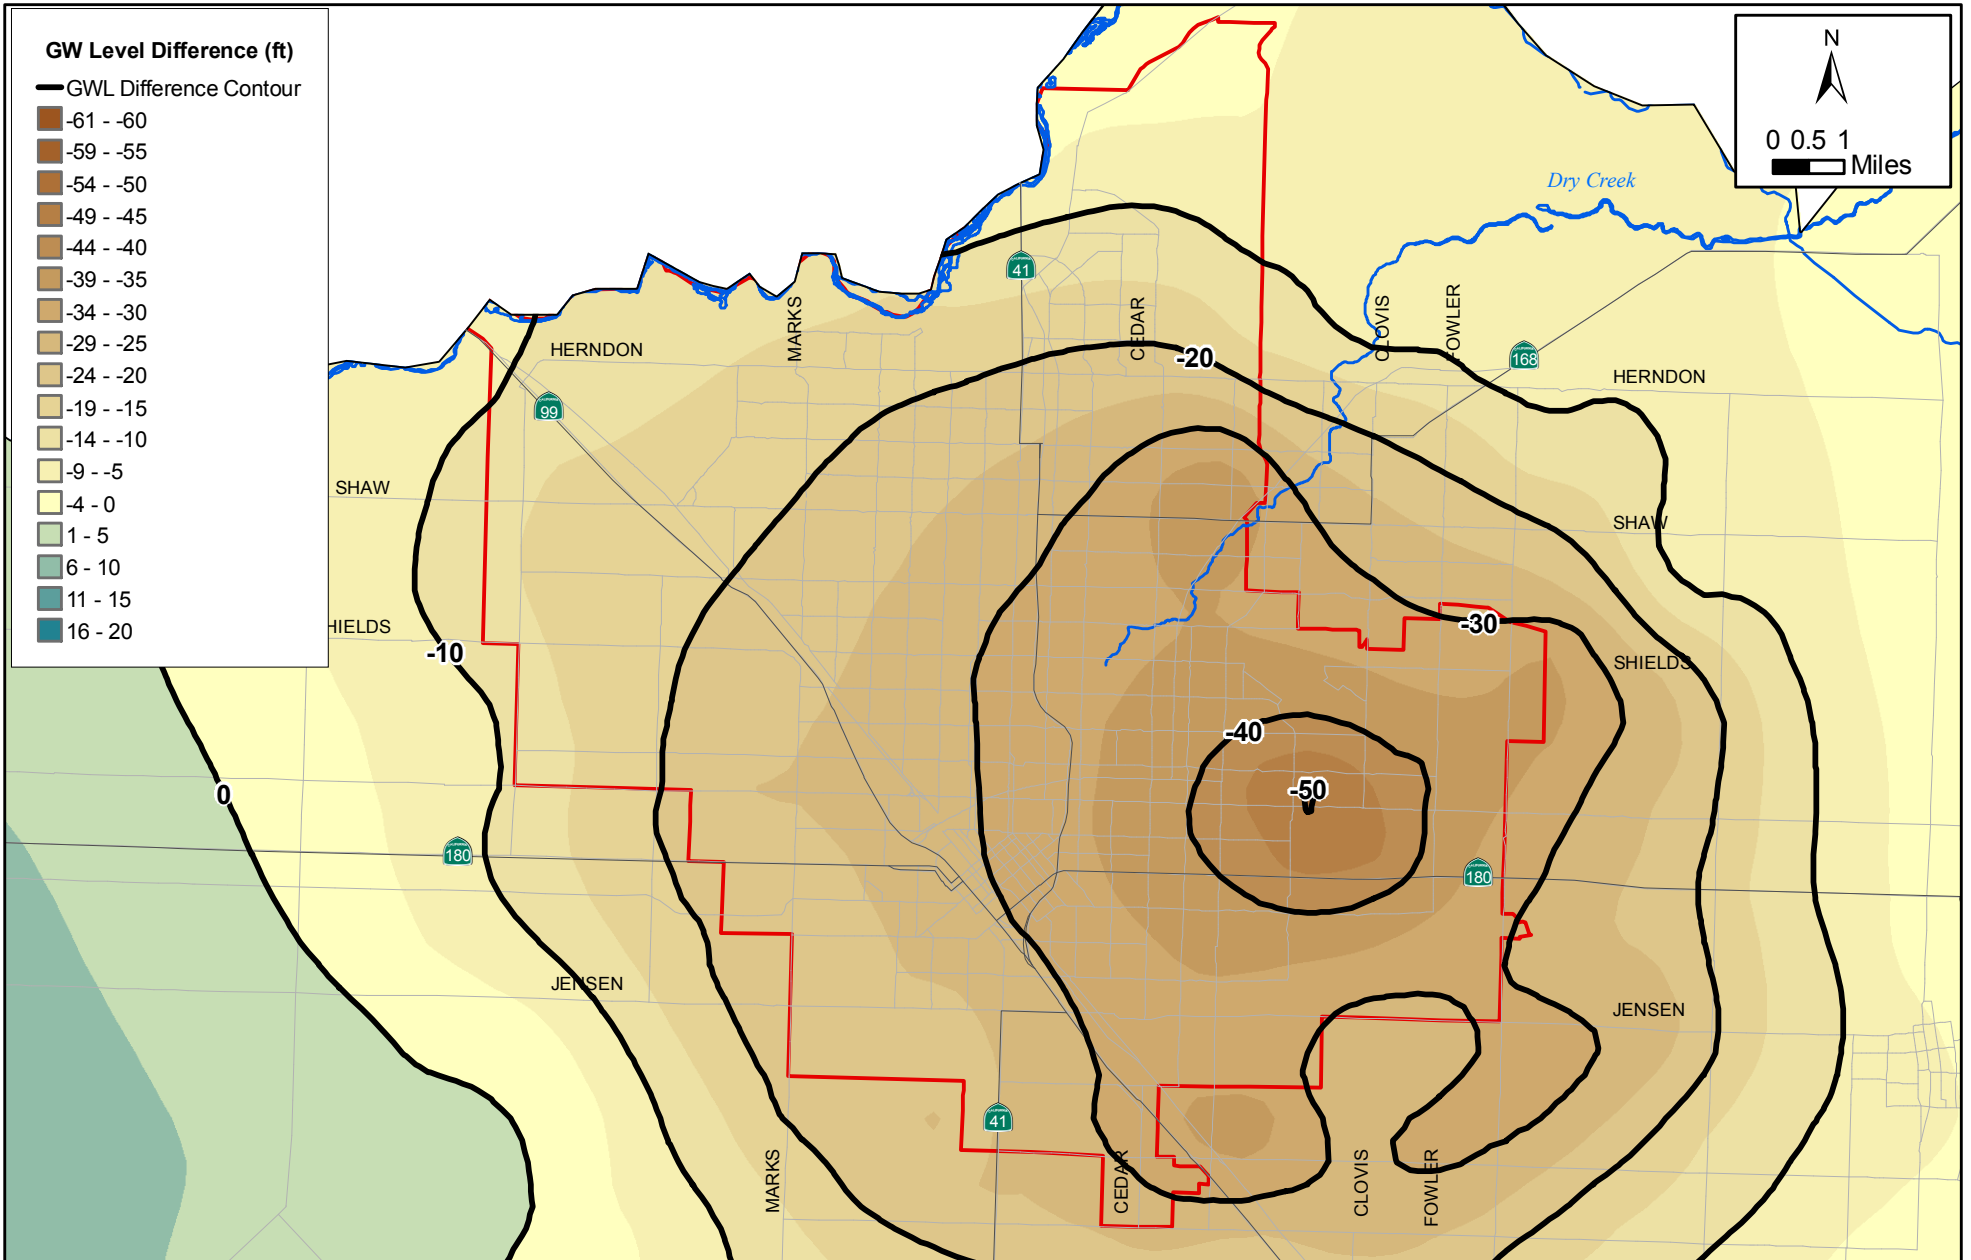 GW Level Difference (ft)
GWL Difference Contour
-61 - -60
-59 - -55
-54 - -50
-49 - -45
-44 - -40
-39 - -35
-34 - -30
-29 - -25
-24 - -20
-19 - -15
-14 - -10
-9 - -5
-4 - 0
1 - 5
6 - 10
11 - 15
16 - 20
N
0 0.5 1
Miles
Dry Creek
41
MARKS
CEDAR
CLOVIS
FOWLER
HERNDON
-20
168
HERNDON
99
SHAW
SHAW
HIELDS
-30
-10
SHIELDS
-40
0
-50
180
180
JENSEN
JENSEN
41
MARKS
CEDAR
CLOVIS
FOWLER